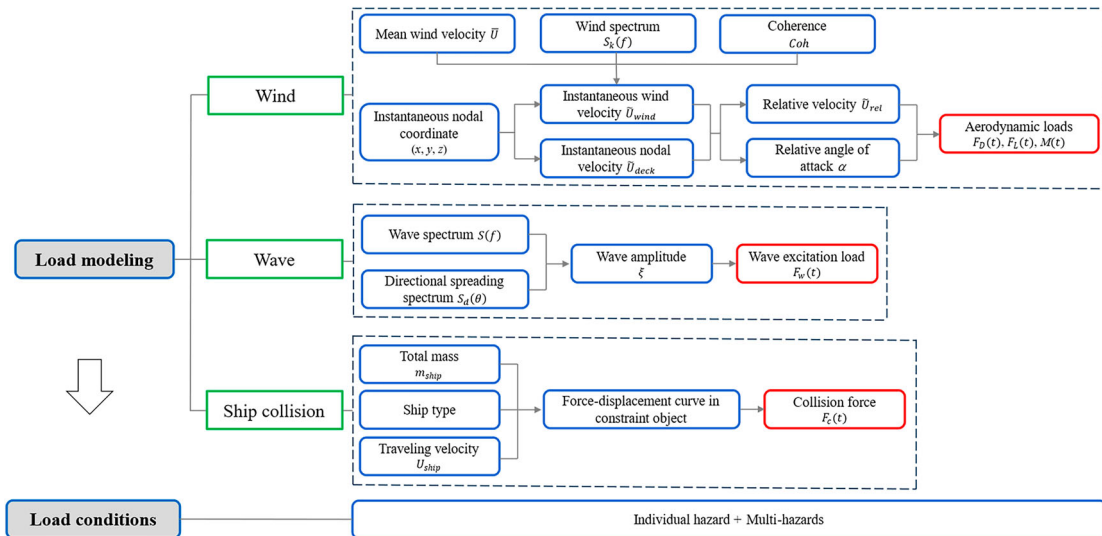 Mean wind velocity Ū
Wind spectrum
S_k(f)
Coherence
Coh
Wind
Instantaneous nodal
coordinate
(x, y, z)
Instantaneous wind
velocity Ū_wind
Instantaneous nodal
velocity Ū_deck
Relative velocity Ū_rel
Relative angle of
attack α
Aerodynamic loads
F_D(t), F_L(t), M(t)
Load modeling
Wave
Wave spectrum S(f)
Directional spreading
spectrum S_d(θ)
Wave amplitude
ξ
Wave excitation load
F_w(t)
Ship collision
Total mass
m_ship
Ship type
Traveling velocity
U_ship
Force-displacement curve in
constraint object
Collision force
F_c(t)
Load conditions
Individual hazard + Multi-hazards